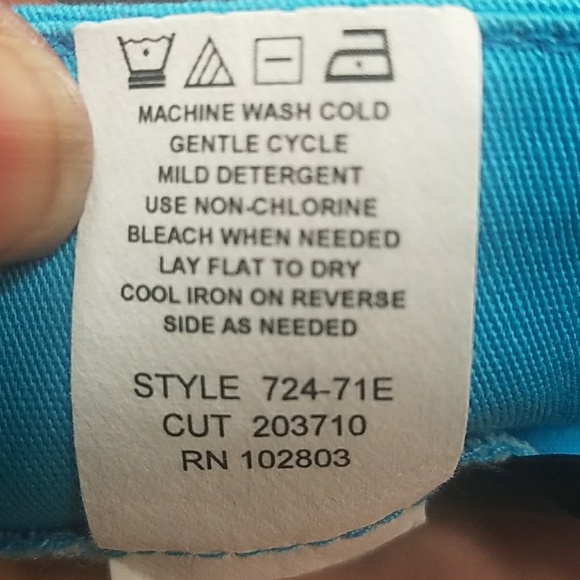 MACHINE WASH COLD
GENTLE CYCLE
MILD DETERGENT
USE NON-CHLORINE
BLEACH WHEN NEEDED
LAY FLAT TO DRY
COOL IRON ON REVERSE
SIDE AS NEEDED
STYLE 724-71E
CUT 203710
RN 102803